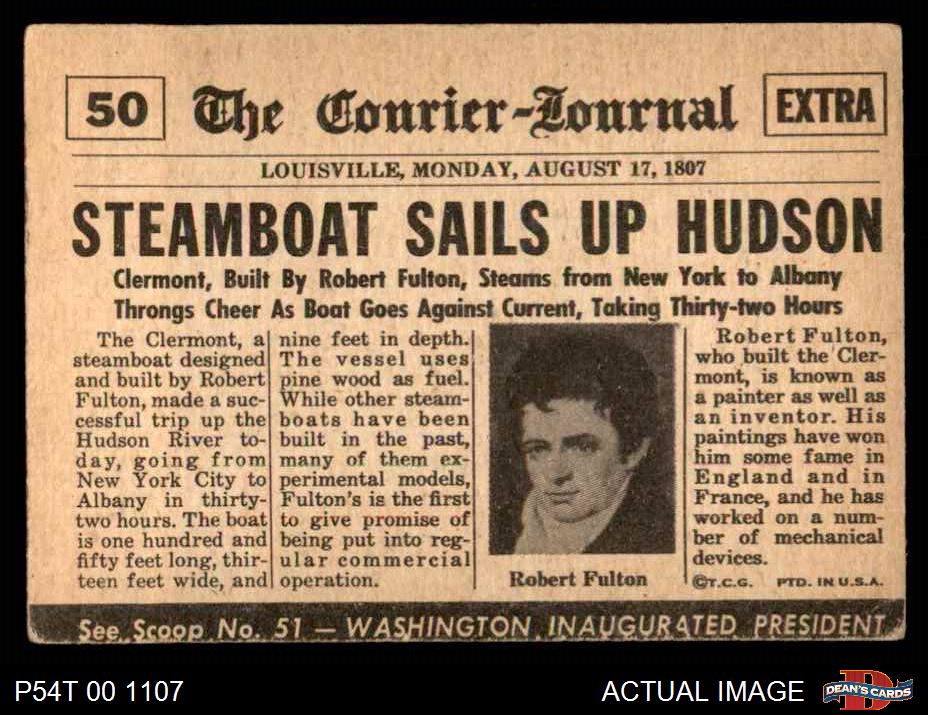 50
The Courier-Journal
EXTRA
LOUISVILLE, MONDAY, AUGUST 17, 1807
STEAMBOAT SAILS UP HUDSON
Clermont, Built By Robert Fulton, Steams from New York to Albany
Throngs Cheer As Boat Goes Against Current, Taking Thirty-two Hours
The Clermont, a
steamboat designed
and built by Robert
Fulton, made a suc-
cessful trip up the
Hudson River to-
day, going from
New York City to
Albany in thirty-
two hours. The boat
is one hundred and
fifty feet long, thir-
teen feet wide, and
nine feet in depth.
The vessel uses
pine wood as fuel.
While other steam-
boats have been
built in the past,
many of them ex-
perimental models,
Fulton's is the first
to give promise of
being put into reg-
ular commercial
operation.
Robert Fulton
Robert Fulton,
who built the Cler-
mont, is known as
a painter as well as
an inventor. His
paintings have won
him some fame in
England and in
France, and he has
worked on a num-
ber of mechanical
devices.
©T.C.G. PTD. IN U.S.A.
See Scoop No. 51 — WASHINGTON INAUGURATED PRESIDENT
P54T 00 1107
ACTUAL IMAGE
DEAN'S CARDS